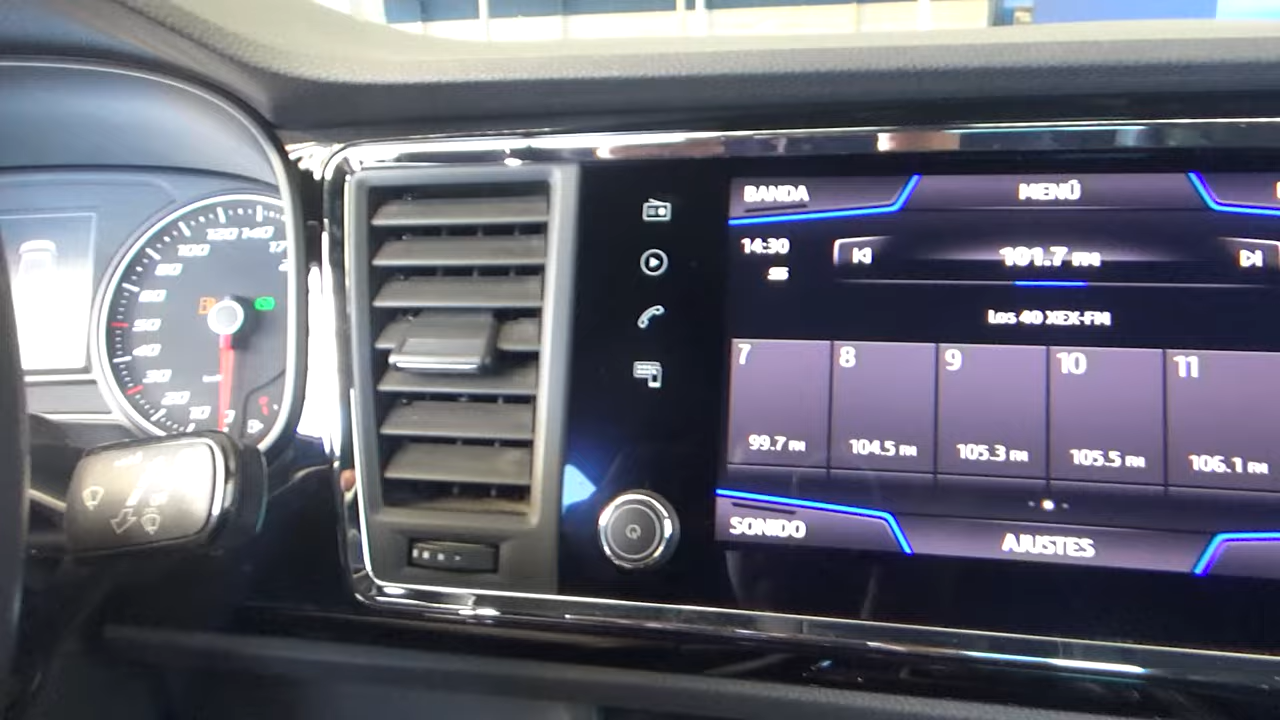 BANDA
MENÚ
14:30
101.7 FM
Los 40 XEX-FM
7
8
9
10
11
99.7 FM
104.5 FM
105.3 FM
105.5 FM
106.1 FM
SONIDO
AJUSTES
120
140
100
80
60
50
40
30
20
10